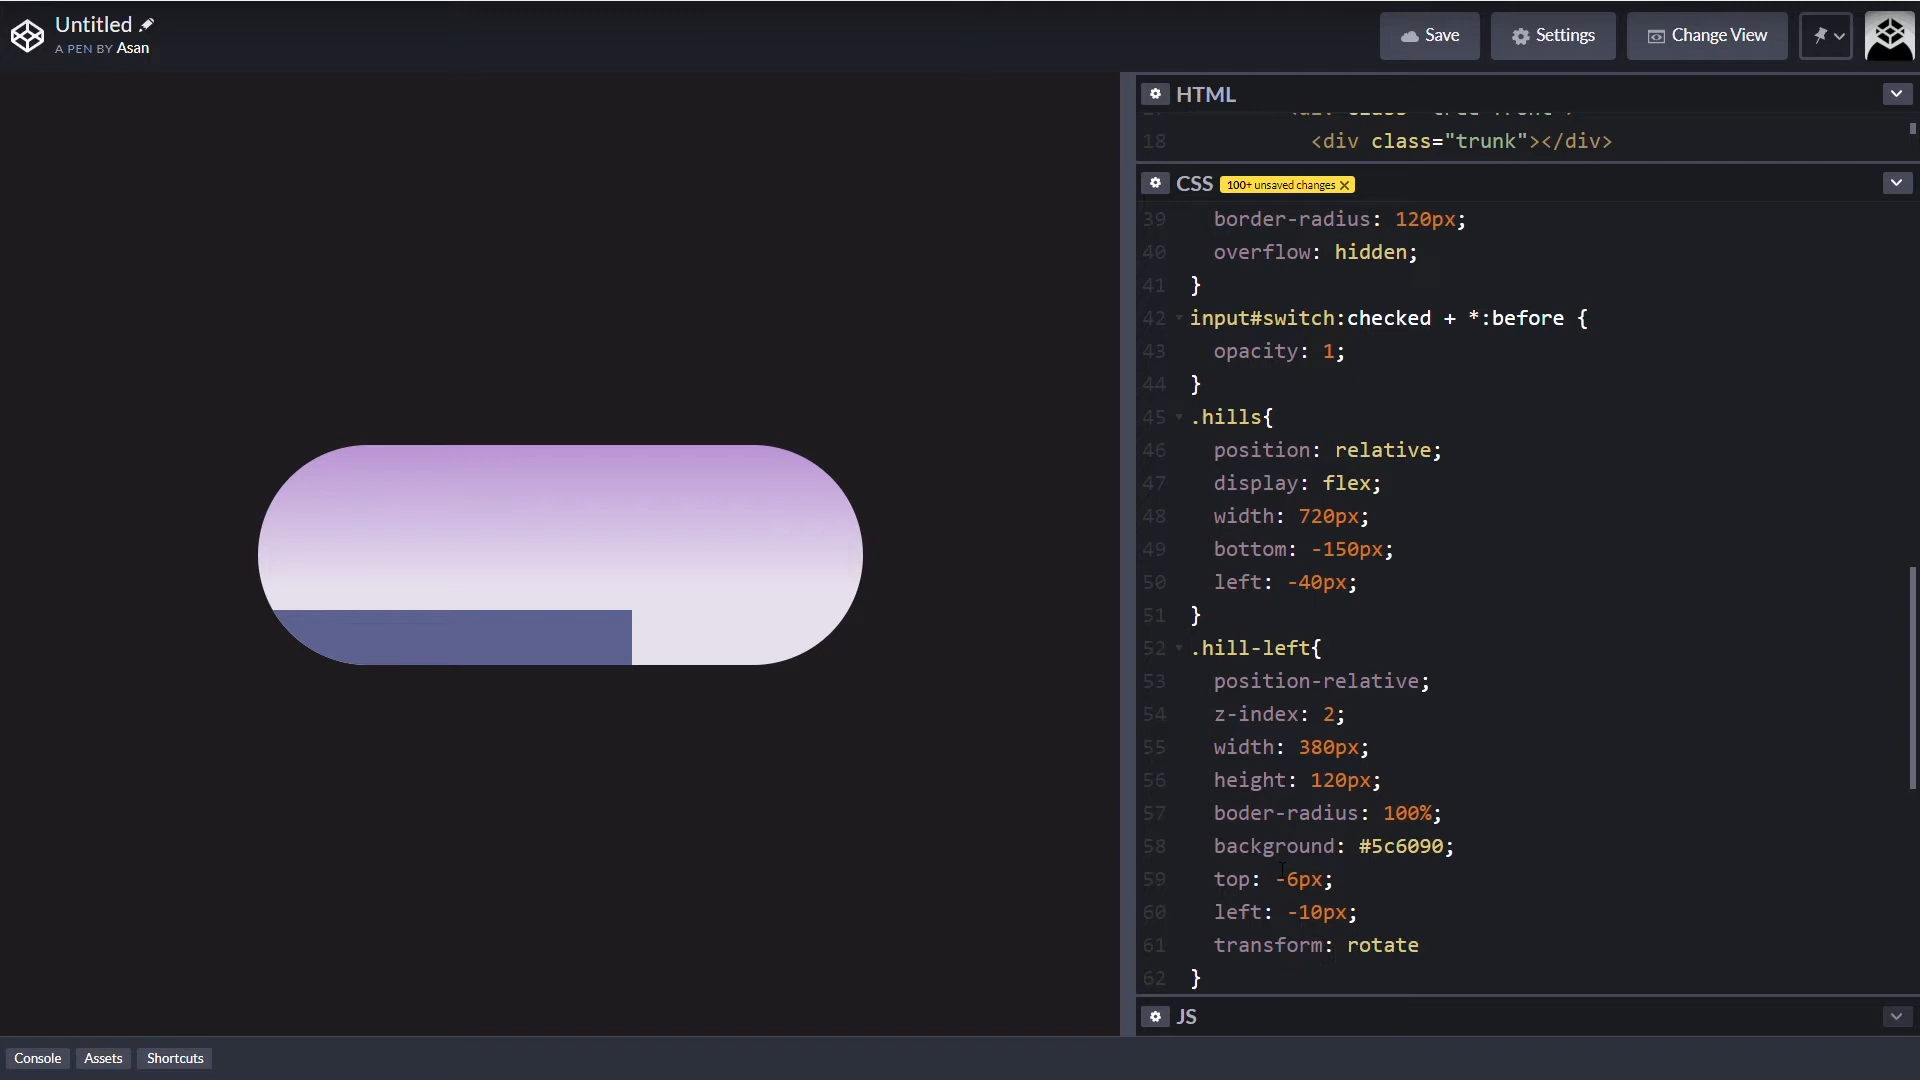 Untitled
A PEN BY Asan
Save
Settings
Change View
HTML
18 <div class="trunk"></div>
CSS 100+ unsaved changes
39 border-radius: 120px;
40 overflow: hidden;
41 }
42 input#switch:checked + *:before {
43 opacity: 1;
44 }
45 .hills{
46 position: relative;
47 display: flex;
48 width: 720px;
49 bottom: -150px;
50 left: -40px;
51 }
52 .hill-left{
53 position-relative;
54 z-index: 2;
55 width: 380px;
56 height: 120px;
57 boder-radius: 100%;
58 background: #5c6090;
59 top: -6px;
60 left: -10px;
61 transform: rotate
62 }
JS
Console
Assets
Shortcuts